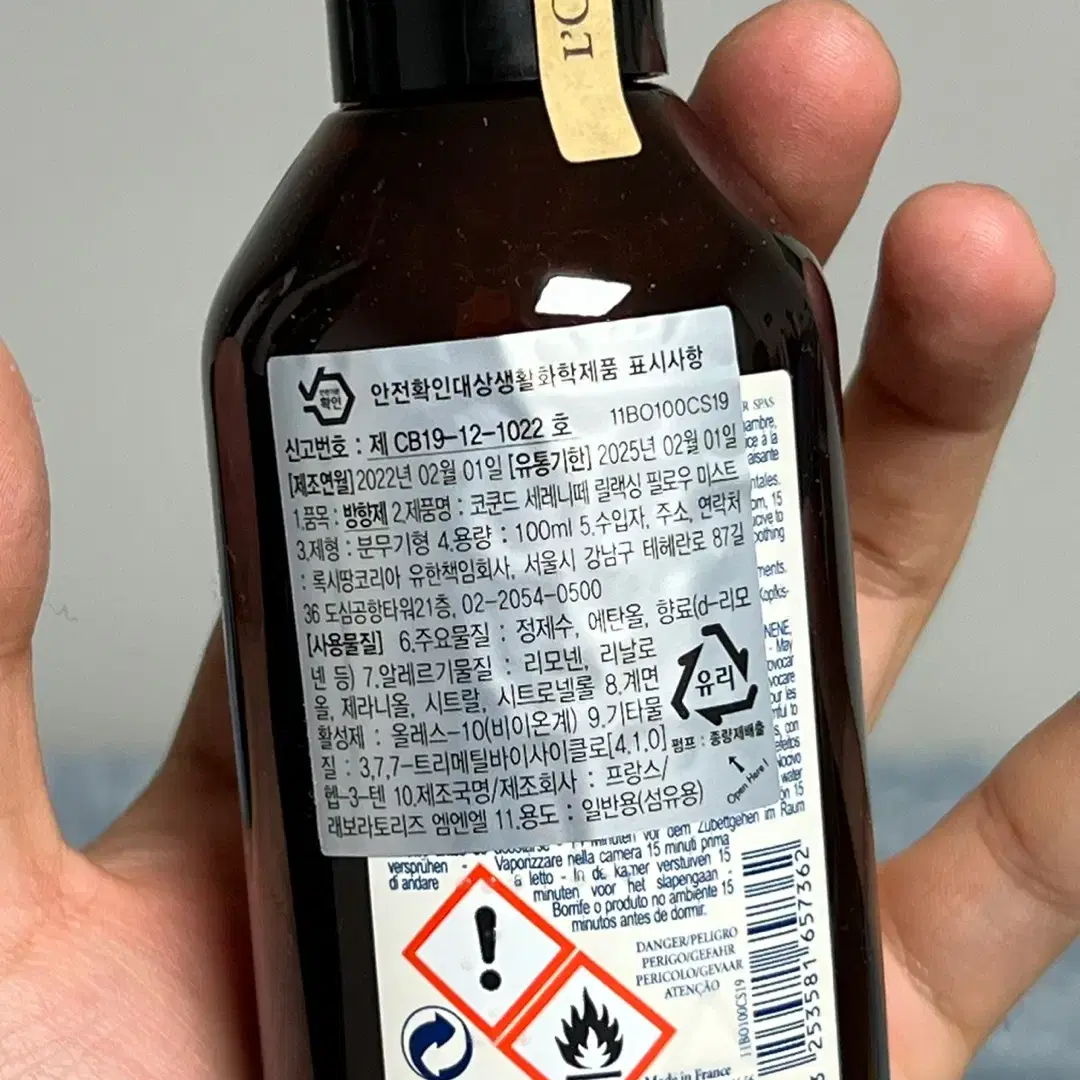 L'O
안전확인
확인
안전확인대상생활화학제품 표시사항
신고번호 : 제 CB19-12-1022 호 11BO100CS19
[제조연월] 2022년 02월 01일 [유통기한] 2025년 02월 01일
1.품목 : 방향제 2.제품명 : 코쿤드 세레니떼 릴랙싱 필로우 미스트
3.제형 : 분무기형 4.용량 : 100ml 5.수입자, 주소, 연락처
: 록시땅코리아 유한책임회사, 서울시 강남구 테헤란로 87길
36 도심공항타워21층, 02-2054-0500
[사용물질] 6.주요물질 : 정제수, 에탄올, 향료(d-리모
넨 등) 7.알레르기물질 : 리모넨, 리날로
올, 제라니올, 시트랄, 시트로넬롤 8.계면
활성제 : 올레스-10(비이온계) 9.기타물
질 : 3,7,7-트리메틸바이사이클로[4.1.0]
헵-3-텐 10.제조국명/제조회사 : 프랑스/
래보라토리즈 엠엔엘 11.용도 : 일반용(섬유용)
유리
펌프 : 종량제배출
Open Here !
R SPAS
NENE,
- May
water
minuten vor dem Zubettgehen im Raum
versprühen - Vaporizzare nella camera 15 minuti prima
di andare a letto - In de kamer verstuiven 15
minuten voor het slapengaan -
Borrife o produto no ambiente 15
minutos antes de dormir.
DANGER/PELIGRO
PERIGO/GEFAHR
PERICOLO/GEVAAR
ATENÇÃO
11BO100CS19
253581 657362
Made in France